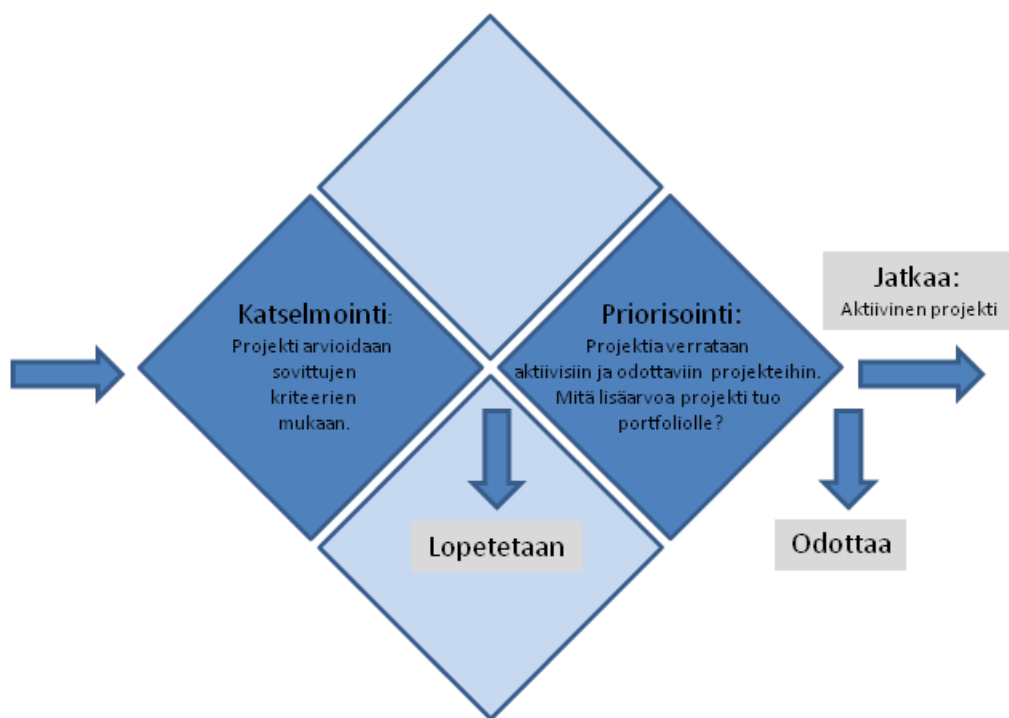 Katselmointi:
Projekti arvioidaan
sovittujen
kriteerien
mukaan.
Priorisointi:
Projektia verrataan
aktiivisiin ja odottaviin projekteihin.
Mitä lisäarvoa projekti tuo
portfoliolle?
Jatkaa:
Aktiivinen projekti
Lopetetaan
Odottaa